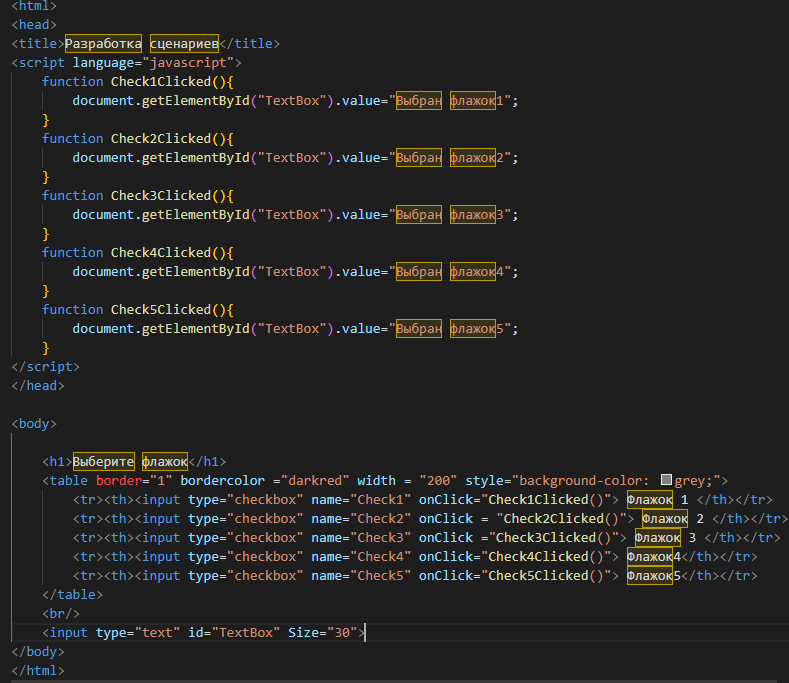 <html>
<head>
<title>Разработка сценариев</title>
<script language="javascript">
    function Check1Clicked(){
        document.getElementById("TextBox").value="Выбран флажок1";
    }
    function Check2Clicked(){
        document.getElementById("TextBox").value="Выбран флажок2";
    }
    function Check3Clicked(){
        document.getElementById("TextBox").value="Выбран флажок3";
    }
    function Check4Clicked(){
        document.getElementById("TextBox").value="Выбран флажок4";
    }
    function Check5Clicked(){
        document.getElementById("TextBox").value="Выбран флажок5";
    }
</script>
</head>

<body>

    <h1>Выберите флажок</h1>
    <table border="1" bordercolor ="darkred" width = "200" style="background-color: grey;">
        <tr><th><input type="checkbox" name="Check1" onClick="Check1Clicked()"> Флажок 1 </th></tr>
        <tr><th><input type="checkbox" name="Check2" onClick = "Check2Clicked()"> Флажок 2 </th></tr>
        <tr><th><input type="checkbox" name="Check3" onClick ="Check3Clicked()"> Флажок 3 </th></tr>
        <tr><th><input type="checkbox" name="Check4" onClick="Check4Clicked()"> Флажок4</th></tr>
        <tr><th><input type="checkbox" name="Check5" onClick="Check5Clicked()"> Флажок5</th></tr>
    </table>
    <br/>
    <input type="text" id="TextBox" Size="30">
</body>
</html>